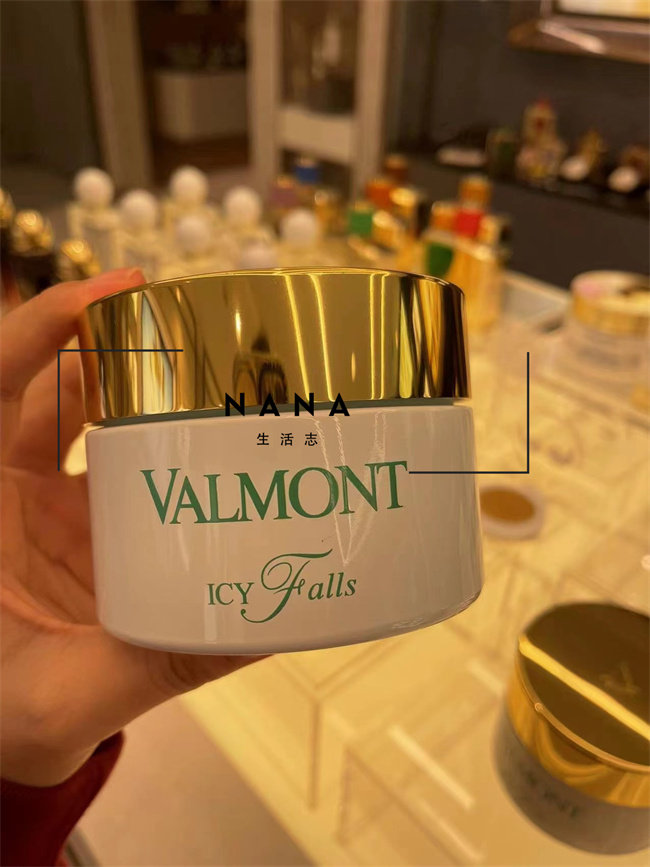 NANA
生活志
VALMONT
ICY Falls